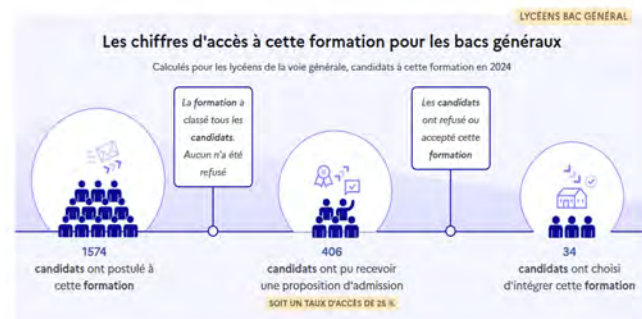 LYCÉENS BAC GÉNÉRAL
Les chiffres d'accès à cette formation pour les bacs généraux
Calculés pour les lycéens de la voie générale, candidats à cette formation en 2024
La formation a
classé tous les
candidats.
Aucun n'a été
refusé
Les candidats
ont refusé ou
accepté cette
formation
1574
candidats ont postulé à
cette formation
406
candidats ont pu recevoir
une proposition d'admission
SOIT UN TAUX D'ACCÈS DE 25 %
34
candidats ont choisi
d'intégrer cette formation